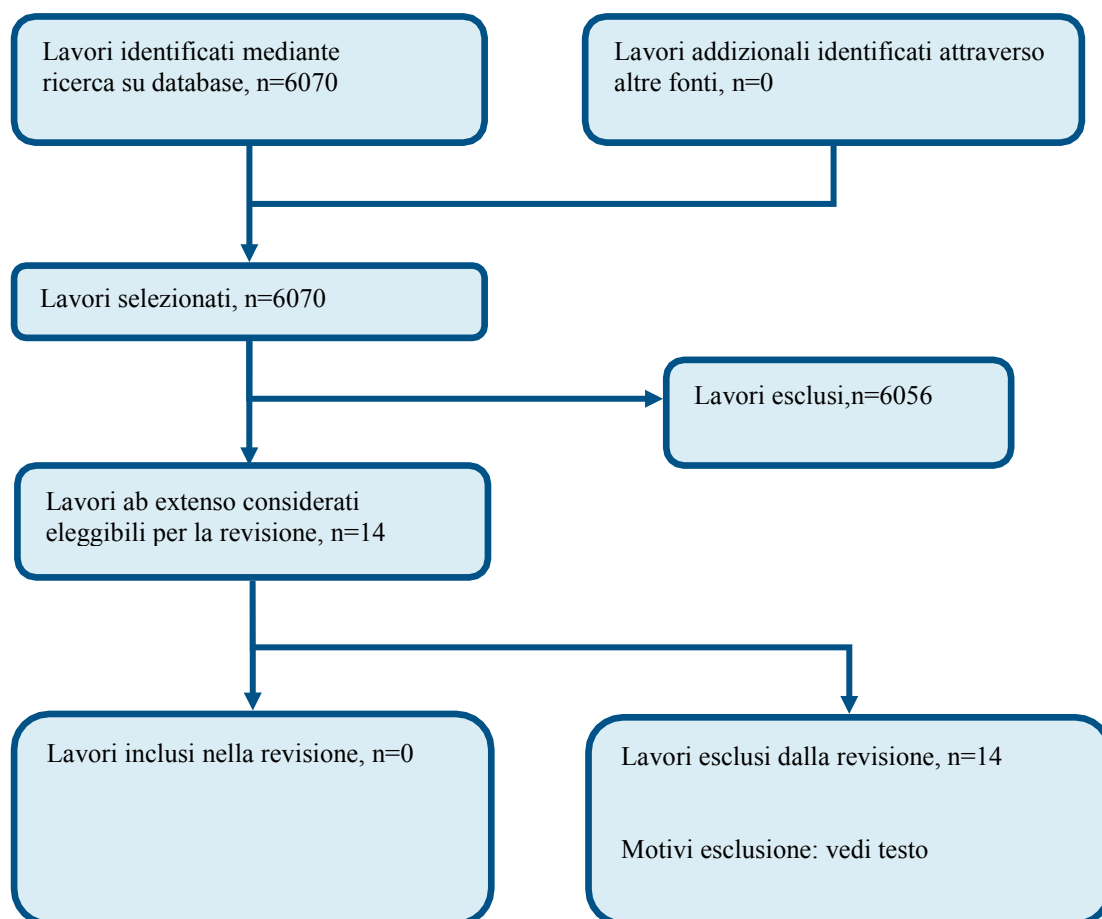 Lavori identificati mediante
ricerca su database, n=6070
Lavori addizionali identificati attraverso
altre fonti, n=0
Lavori selezionati, n=6070
Lavori esclusi,n=6056
Lavori ab extenso considerati
eleggibili per la revisione, n=14
Lavori inclusi nella revisione, n=0
Lavori esclusi dalla revisione, n=14
Motivi esclusione: vedi testo